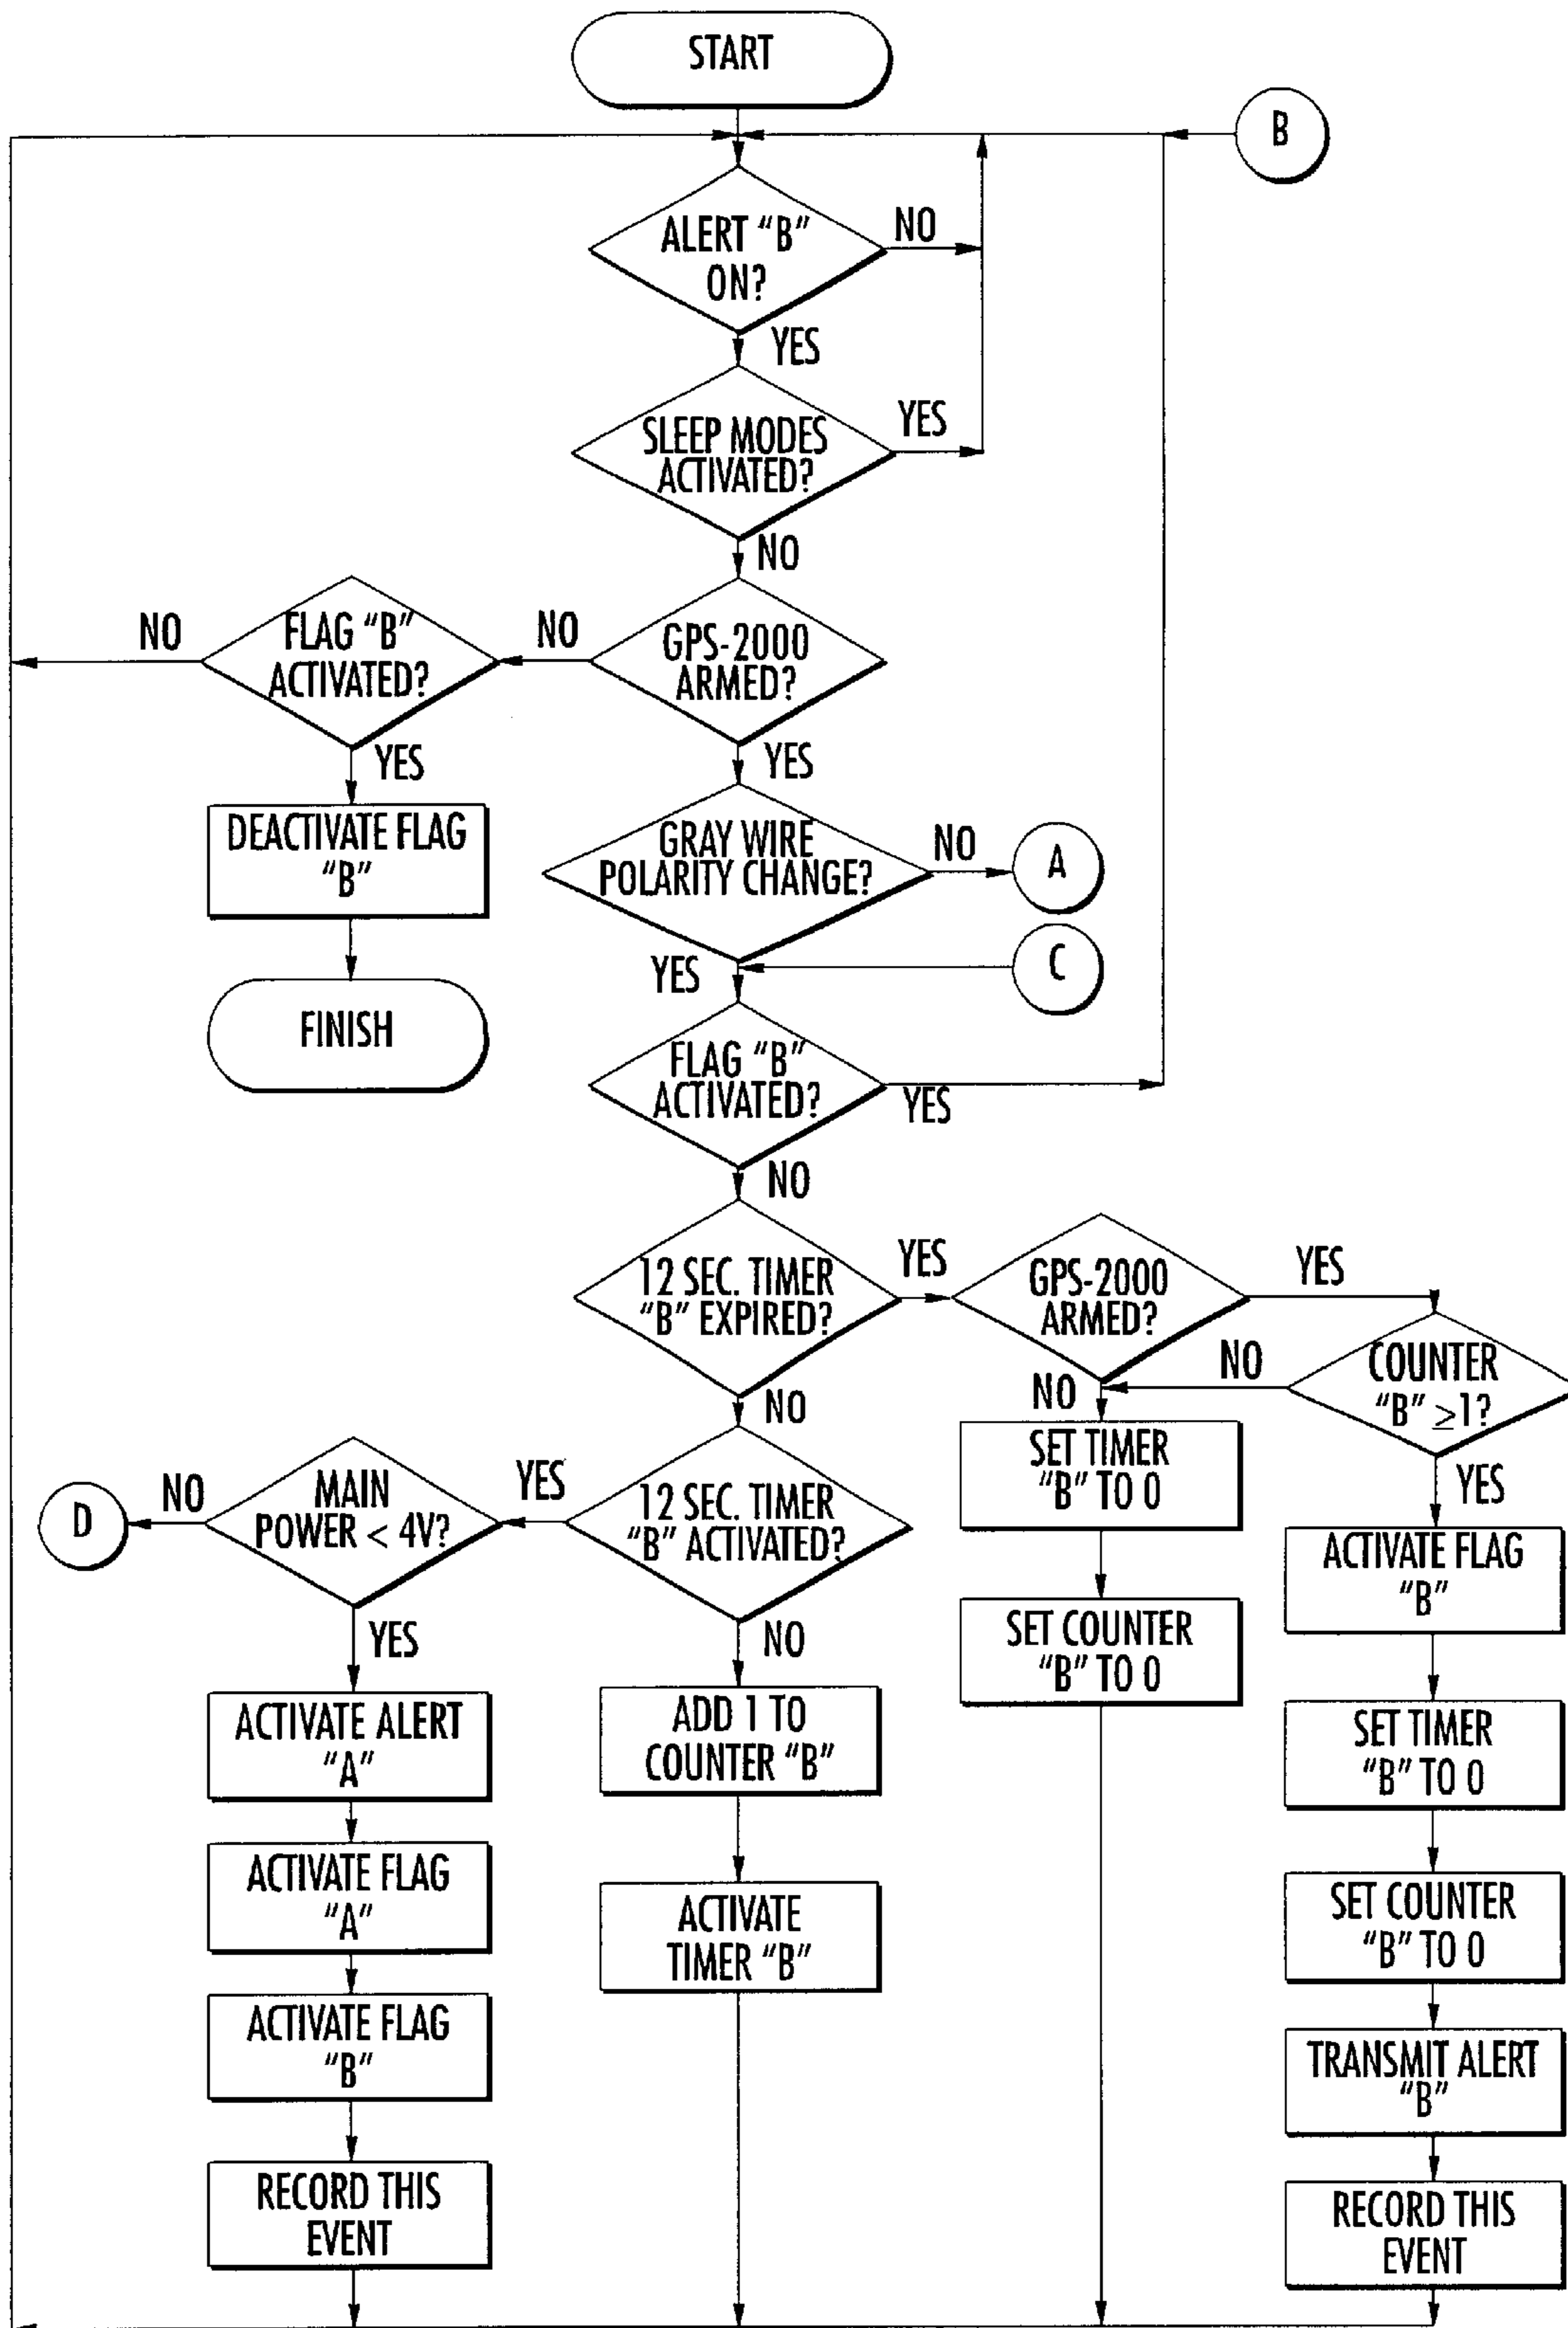 START
B
ALERT "B"
ON?
NO
YES
SLEEP MODES
ACTIVATED?
YES
NO
GPS-2000
ARMED?
NO
FLAG "B"
ACTIVATED?
NO
YES
DEACTIVATE FLAG
"B"
FINISH
YES
GRAY WIRE
POLARITY CHANGE?
NO
A
C
YES
FLAG "B"
ACTIVATED?
YES
NO
12 SEC. TIMER
"B" EXPIRED?
YES
GPS-2000
ARMED?
YES
COUNTER
"B" ≥1?
NO
NO
YES
NO
12 SEC. TIMER
"B" ACTIVATED?
YES
MAIN
POWER < 4V?
NO
D
YES
ACTIVATE ALERT
"A"
ACTIVATE FLAG
"A"
ACTIVATE FLAG
"B"
RECORD THIS
EVENT
NO
ADD 1 TO
COUNTER "B"
ACTIVATE
TIMER "B"
SET TIMER
"B" TO 0
SET COUNTER
"B" TO 0
ACTIVATE FLAG
"B"
SET TIMER
"B" TO 0
SET COUNTER
"B" TO 0
TRANSMIT ALERT
"B"
RECORD THIS
EVENT